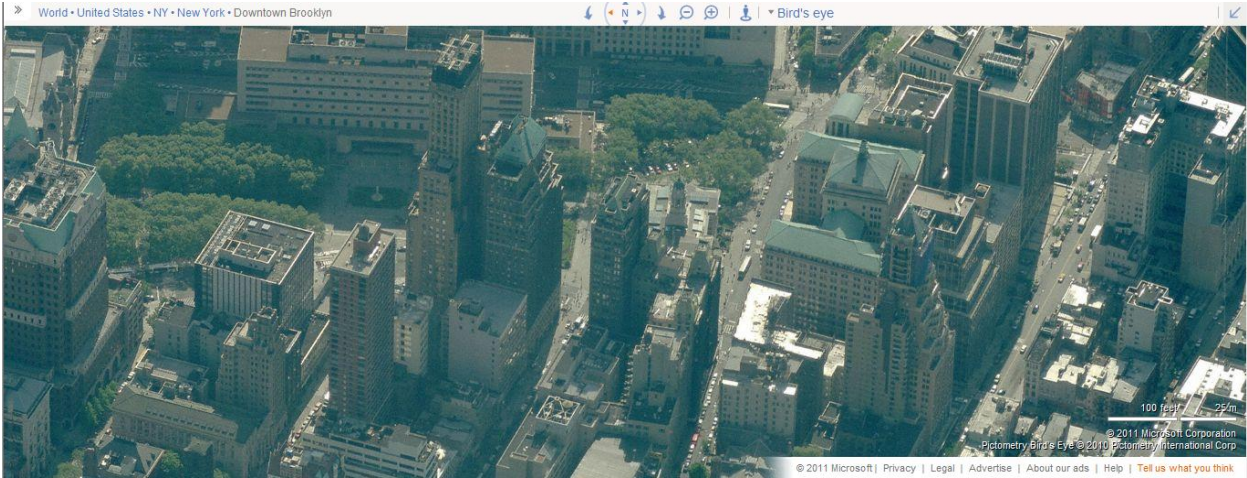 World • United States • NY • New York • Downtown Brooklyn
N
Bird's eye
100 feet 25 m
© 2011 Microsoft Corporation
Pictometry Bird's Eye © 2010 Pictometry International Corp
© 2011 Microsoft | Privacy | Legal | Advertise | About our ads | Help | Tell us what you think